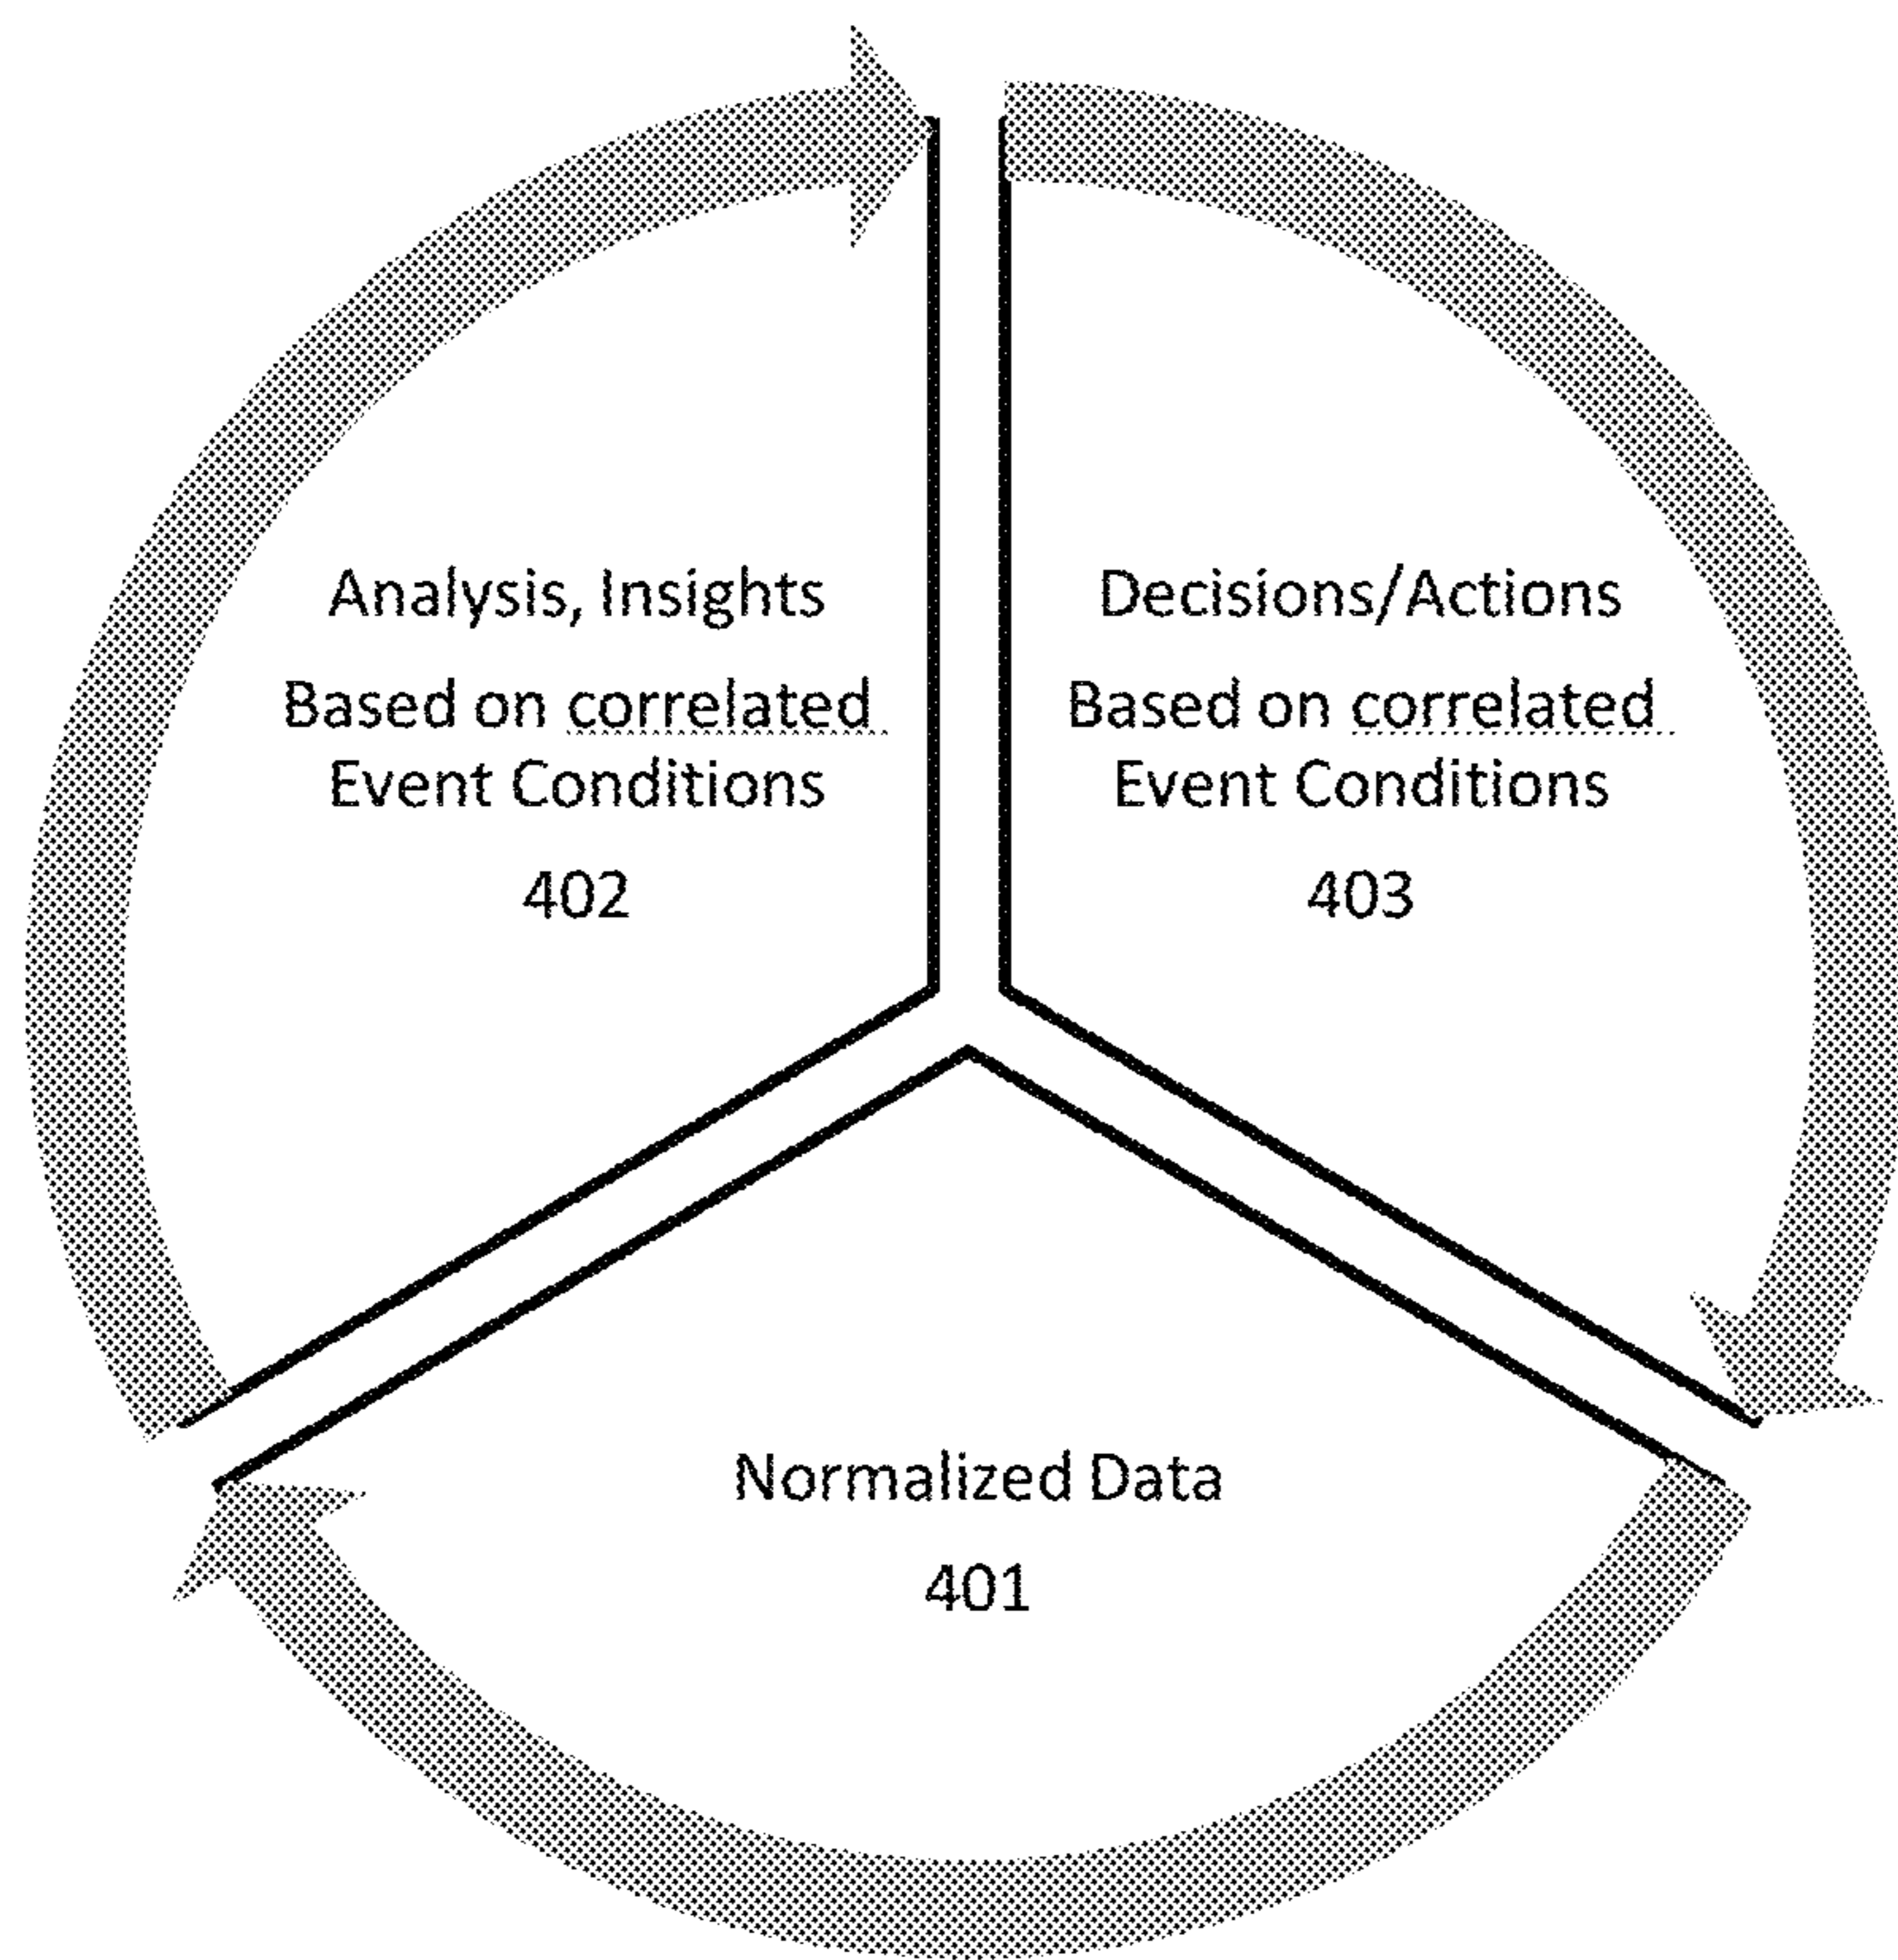 Analysis, Insights
Based on correlated
Event Conditions
402
Decisions/Actions
Based on correlated
Event Conditions
403
Normalized Data
401